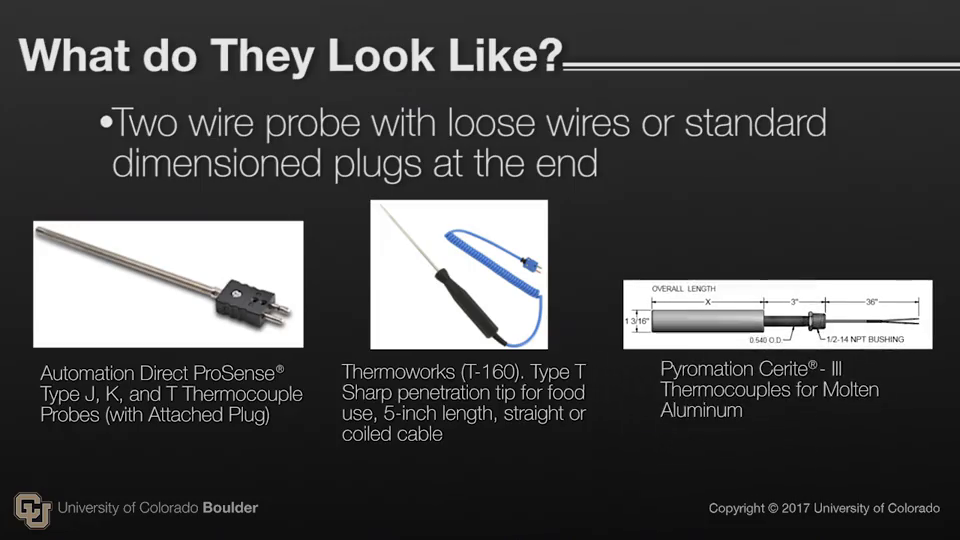 What do They Look Like?
•Two wire probe with loose wires or standard
dimensioned plugs at the end
OVERALL LENGTH
X
3"
36"
1 3/16"
0.540 O.D.
1/2-14 NPT BUSHING
Automation Direct ProSense®
Type J, K, and T Thermocouple
Probes (with Attached Plug)
Thermoworks (T-160). Type T
Sharp penetration tip for food
use, 5-inch length, straight or
coiled cable
Pyromation Cerite® - III
Thermocouples for Molten
Aluminum
CU
University of Colorado Boulder
Copyright © 2017 University of Colorado